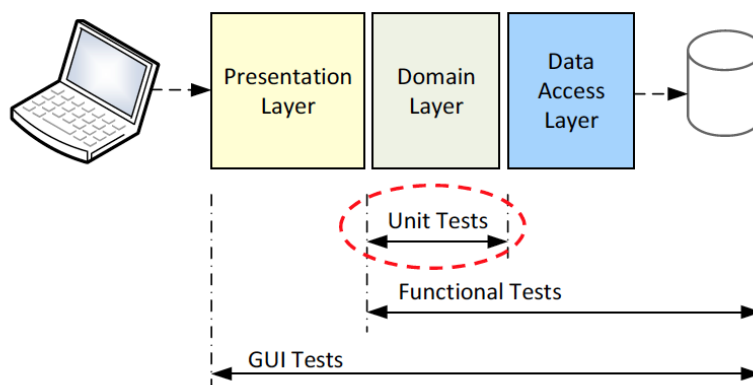 Presentation
Layer
Domain
Layer
Data
Access
Layer
Unit Tests
Functional Tests
GUI Tests